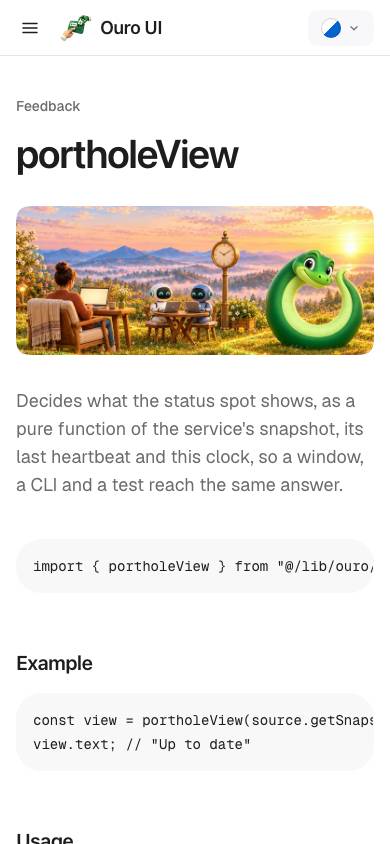 Ouro UI
Feedback
portholeView
Decides what the status spot shows, as a
pure function of the service's snapshot, its
last heartbeat and this clock, so a window,
a CLI and a test reach the same answer.
import { portholeView } from "@/lib/ouro/
Example
const view = portholeView(source.getSnaps
view.text; // "Up to date"
Usage